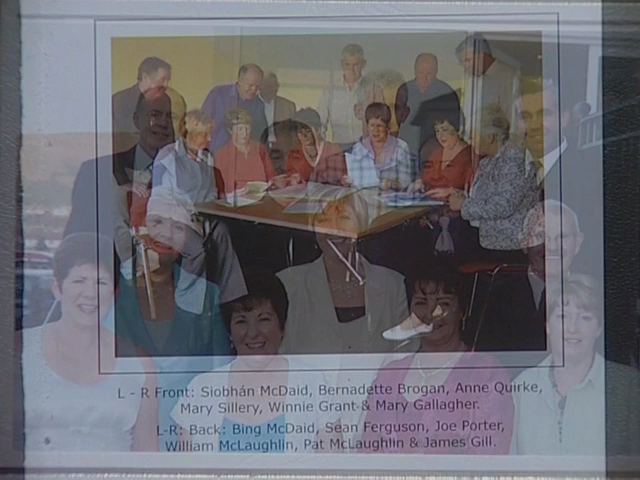 L - R Front: Siobhán McDaid, Bernadette Brogan, Anne Quirke,
Mary Sillery, Winnie Grant & Mary Gallagher.
L-R: Back: Bing McDaid, Sean Ferguson, Joe Porter,
William McLaughlin, Pat McLaughlin & James Gill.